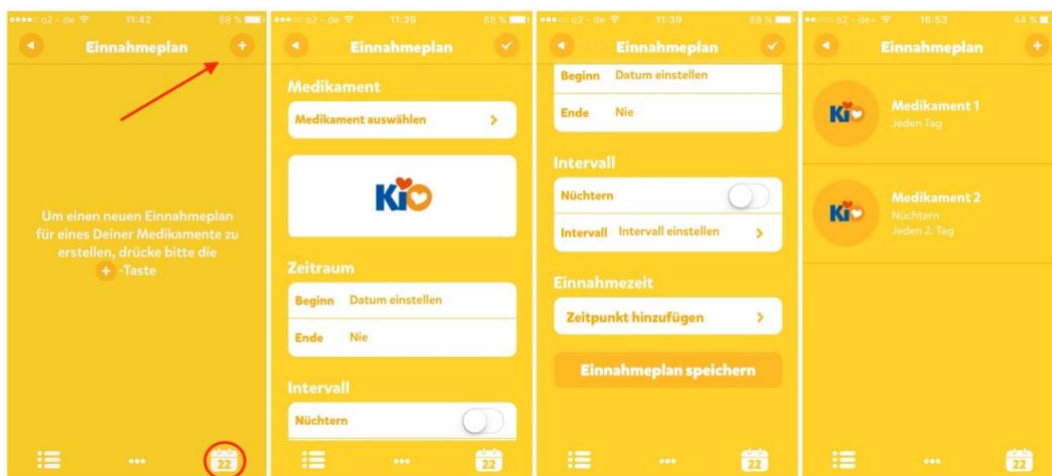 o2 - de
11:42
68 %
Einnahmeplan
+
Um einen neuen Einnahmeplan
für eines Deiner Medikamente zu
erstellen, drücke bitte die
+ -Taste
22
o2 - de
11:39
88 %
Einnahmeplan
Medikament
Medikament auswählen
Kio
Zeitraum
Beginn Datum einstellen
Ende Nie
Intervall
Nüchtern
22
o2 - de
11:39
88 %
Einnahmeplan
Beginn Datum einstellen
Ende Nie
Intervall
Nüchtern
Intervall Intervall einstellen
Einnahmezeit
Zeitpunkt hinzufügen
Einnahmeplan speichern
22
o2 - de+
16:53
44 %
Einnahmeplan
+
Kio
Medikament 1
Jeden Tag
Kio
Medikament 2
Nüchtern
Jeden 2. Tag
22